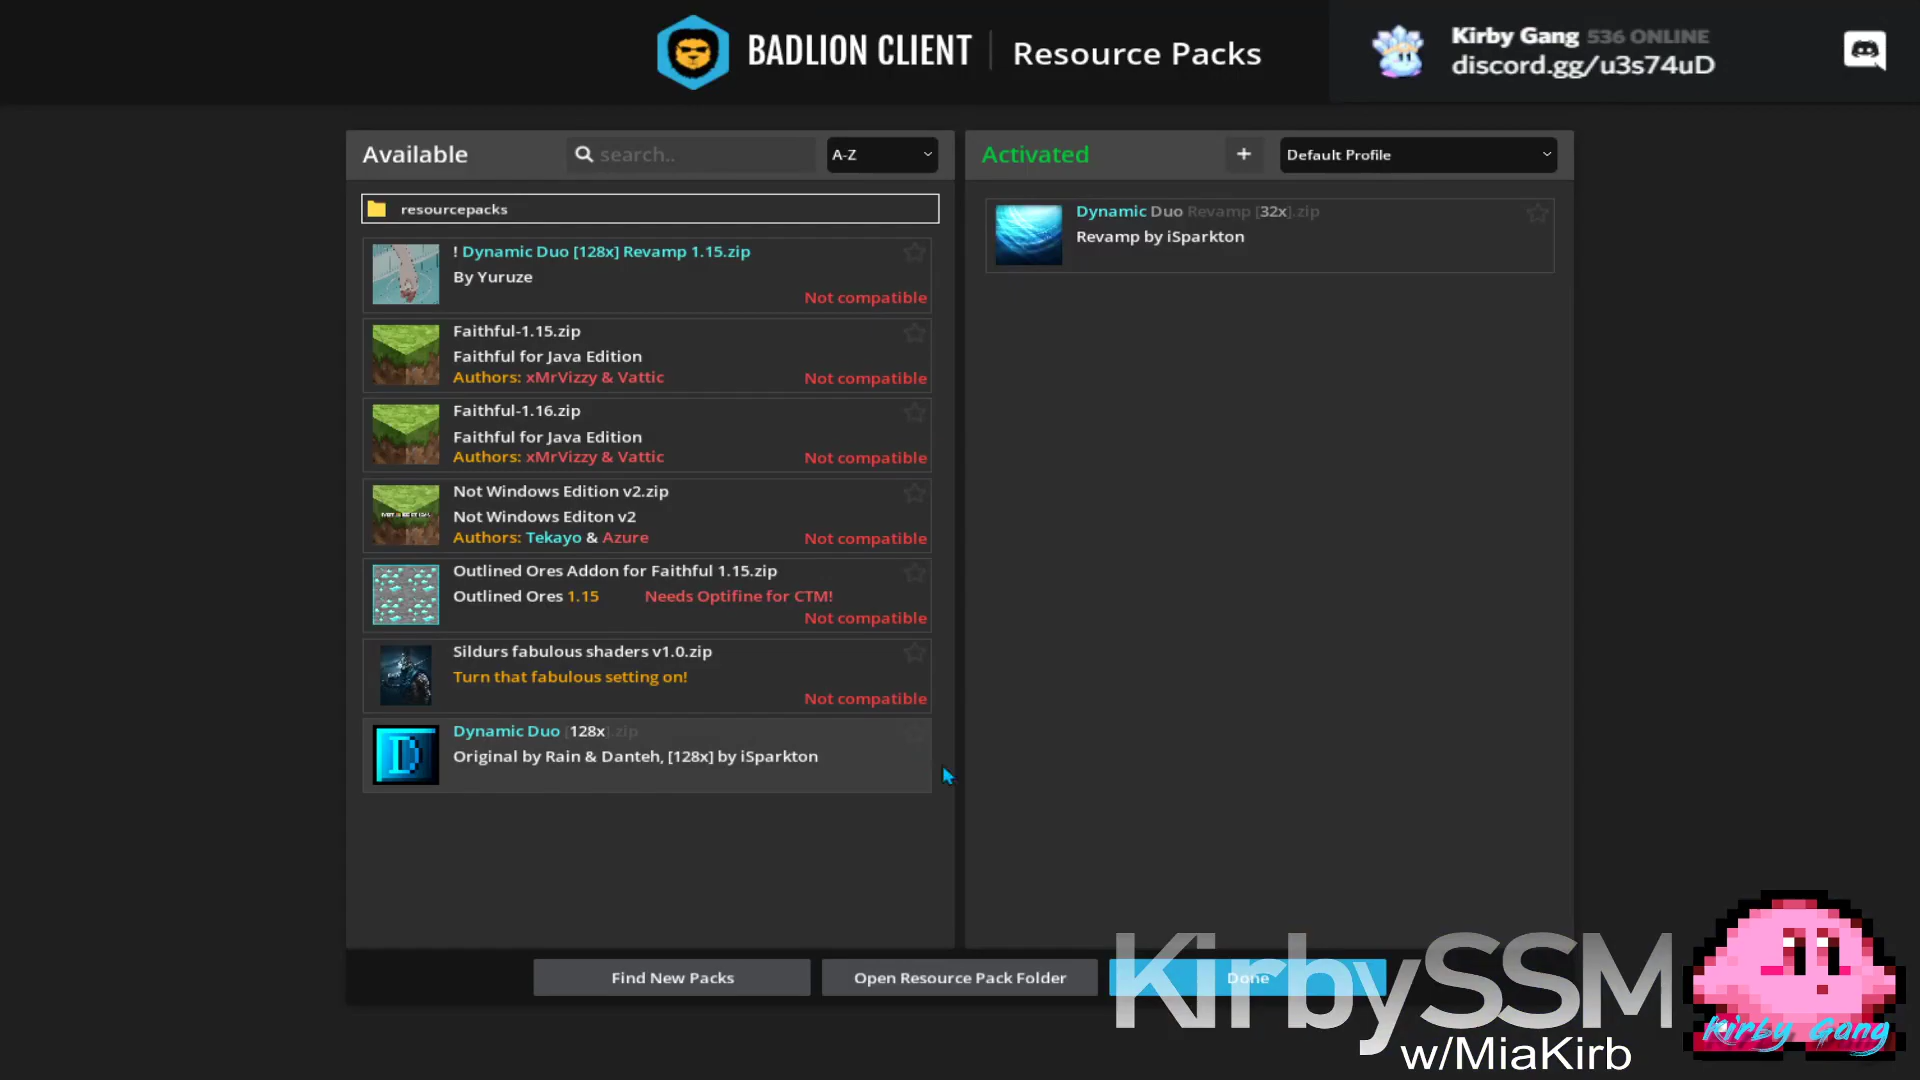 BADLION CLIENT
Resource Packs
Kirby Gang 536 ONLINE
discord.gg/u3s74uD
Available
search..
A-Z
Activated
+
Default Profile
resourcepacks
! Dynamic Duo [128x] Revamp 1.15.zip
By Yuruze
Not compatible
Faithful-1.15.zip
Faithful for Java Edition
Authors: xMrVizzy & Vattic
Not compatible
Faithful-1.16.zip
Faithful for Java Edition
Authors: xMrVizzy & Vattic
Not compatible
Not Windows Edition v2.zip
Not Windows Editon v2
Authors: Tekayo & Azure
Not compatible
Outlined Ores Addon for Faithful 1.15.zip
Outlined Ores 1.15 Needs Optifine for CTM!
Not compatible
Sildurs fabulous shaders v1.0.zip
Turn that fabulous setting on!
Not compatible
Dynamic Duo [128x].zip
D
Original by Rain & Danteh, [128x] by iSparkton
Dynamic Duo Revamp [32x].zip
Revamp by iSparkton
Find New Packs
Open Resource Pack Folder
Done
KirbySSM
w/MiaKirb
Kirby Gang